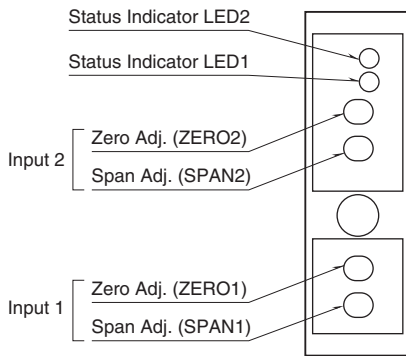 Status Indicator LED2
Status Indicator LED1
Input 2
Zero Adj. (ZERO2)
Span Adj. (SPAN2)
Input 1
Zero Adj. (ZERO1)
Span Adj. (SPAN1)